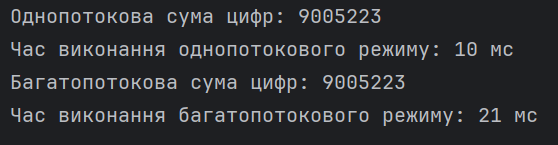 Однопотокова сума цифр: 9005223
Час виконання однопотокового режиму: 10 мс
Багатопотокова сума цифр: 9005223
Час виконання багатопотокового режиму: 21 мс